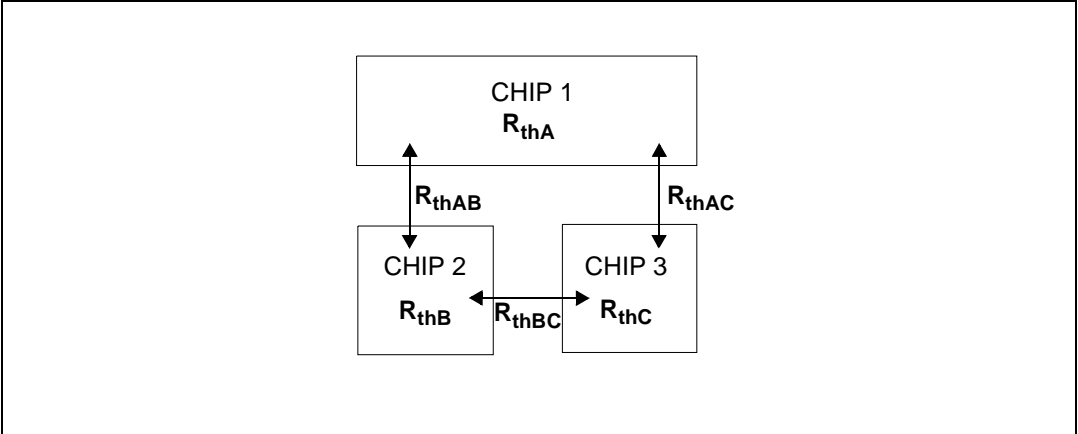 CHIP 1
RthA
RthAB
RthAC
CHIP 2
CHIP 3
RthB
RthBC
RthC